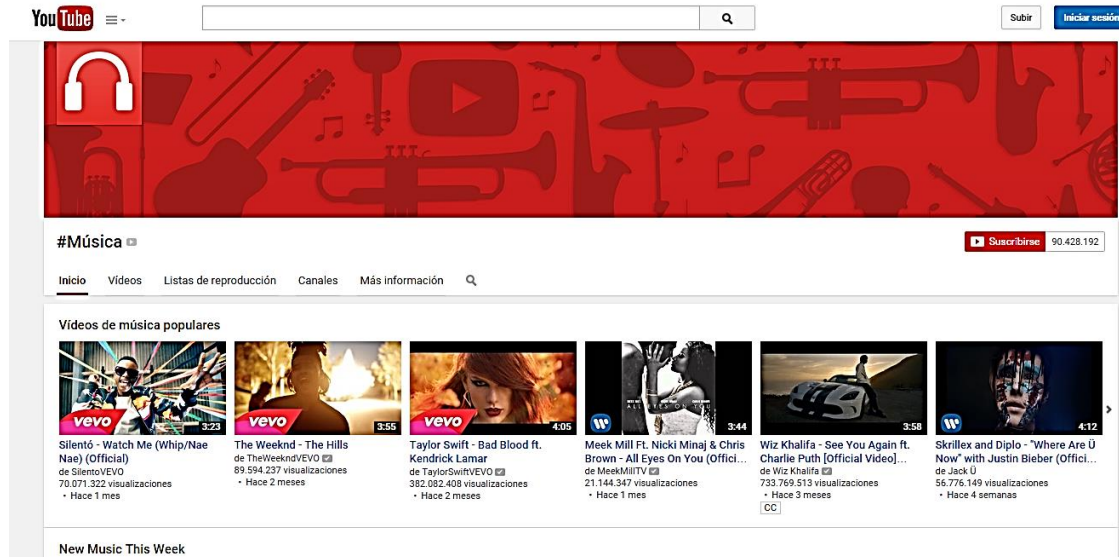 YouTube
Subir
Iniciar sesión
#Música
Suscribirse 90.428.192
Inicio Vídeos Listas de reproducción Canales Más información
Vídeos de música populares
vevo 3:23
vevo 3:55
vevo 4:05
ALL EYES ON YOU
3:44
3:58
4:12
Silentó - Watch Me (Whip/Nae
Nae) (Official)
de SilentoVEVO
70.071.322 visualizaciones
• Hace 1 mes
The Weeknd - The Hills
de TheWeekndVEVO
89.594.237 visualizaciones
• Hace 2 meses
Taylor Swift - Bad Blood ft.
Kendrick Lamar
de TaylorSwiftVEVO
382.082.408 visualizaciones
• Hace 2 meses
Meek Mill Ft. Nicki Minaj & Chris
Brown - All Eyes On You (Offici...
de MeekMillTV
21.144.347 visualizaciones
• Hace 1 mes
Wiz Khalifa - See You Again ft.
Charlie Puth [Official Video]...
de Wiz Khalifa
733.769.513 visualizaciones
• Hace 3 meses
CC
Skrillex and Diplo - "Where Are Ü
Now" with Justin Bieber (Offici...
de Jack Ü
56.776.149 visualizaciones
• Hace 4 semanas
New Music This Week